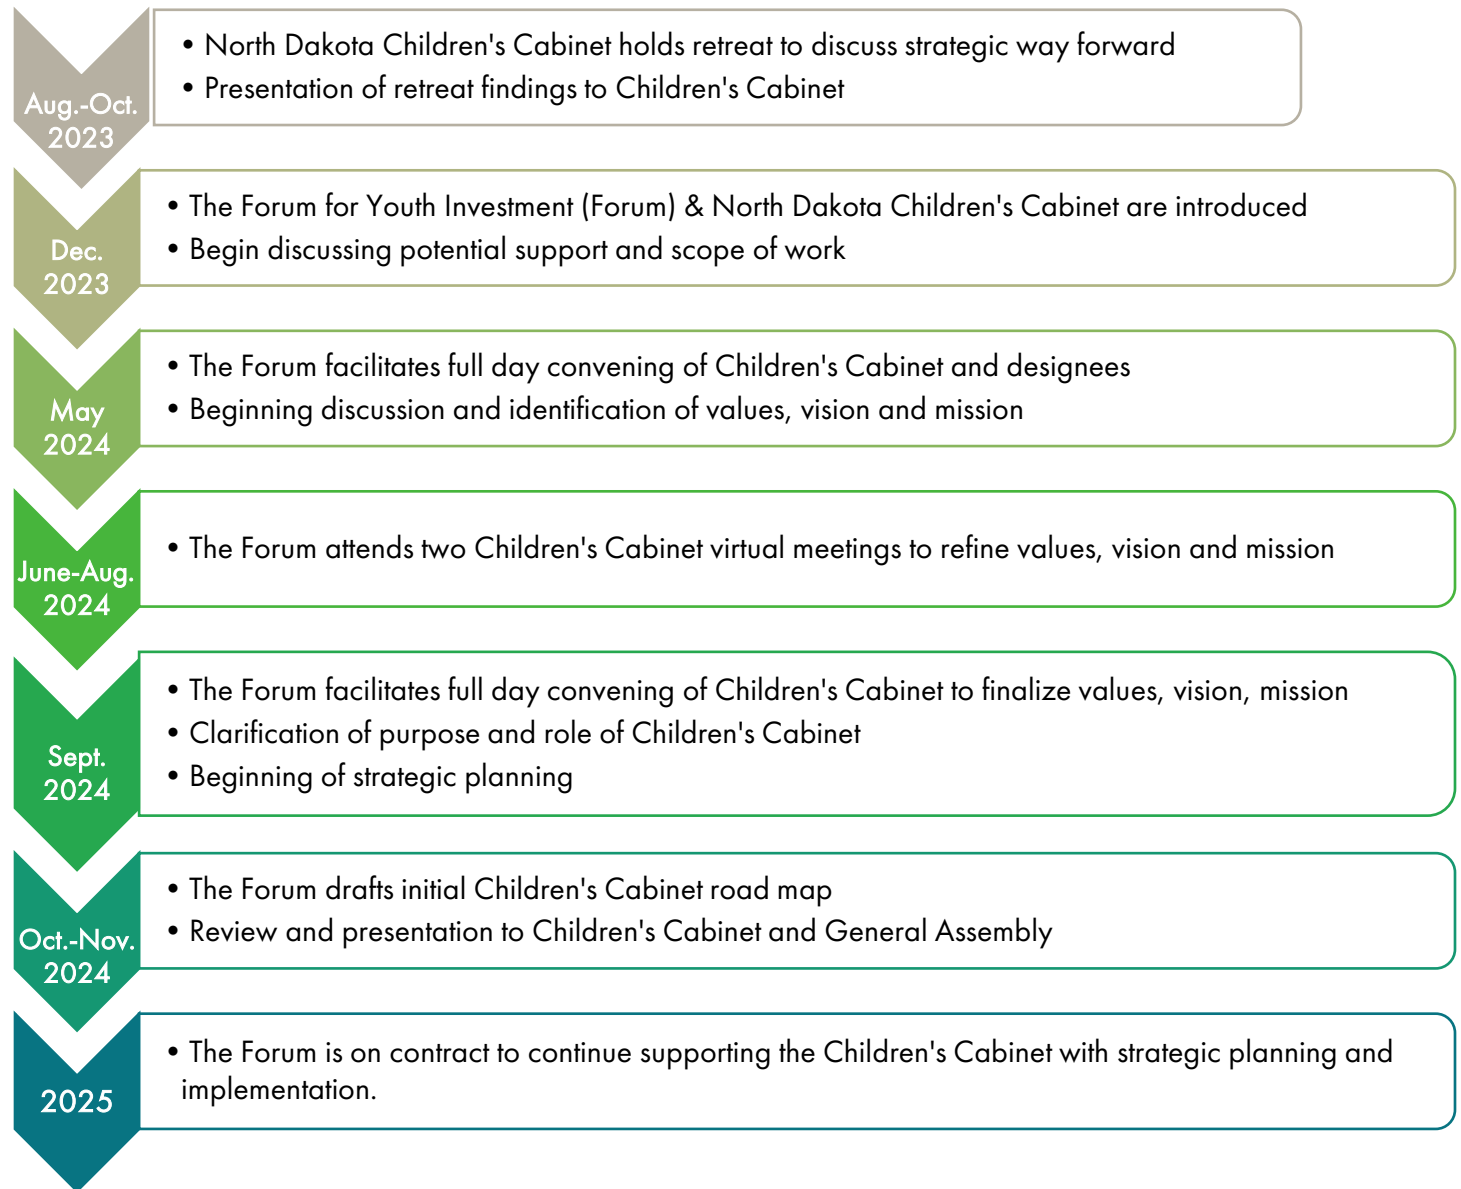 Aug.-Oct.
2023
• North Dakota Children's Cabinet holds retreat to discuss strategic way forward
• Presentation of retreat findings to Children's Cabinet
Dec.
2023
• The Forum for Youth Investment (Forum) & North Dakota Children's Cabinet are introduced
• Begin discussing potential support and scope of work
May
2024
• The Forum facilitates full day convening of Children's Cabinet and designees
• Beginning discussion and identification of values, vision and mission
June-Aug.
2024
• The Forum attends two Children's Cabinet virtual meetings to refine values, vision and mission
Sept.
2024
• The Forum facilitates full day convening of Children's Cabinet to finalize values, vision, mission
• Clarification of purpose and role of Children's Cabinet
• Beginning of strategic planning
Oct.-Nov.
2024
• The Forum drafts initial Children's Cabinet road map
• Review and presentation to Children's Cabinet and General Assembly
2025
• The Forum is on contract to continue supporting the Children's Cabinet with strategic planning and
implementation.